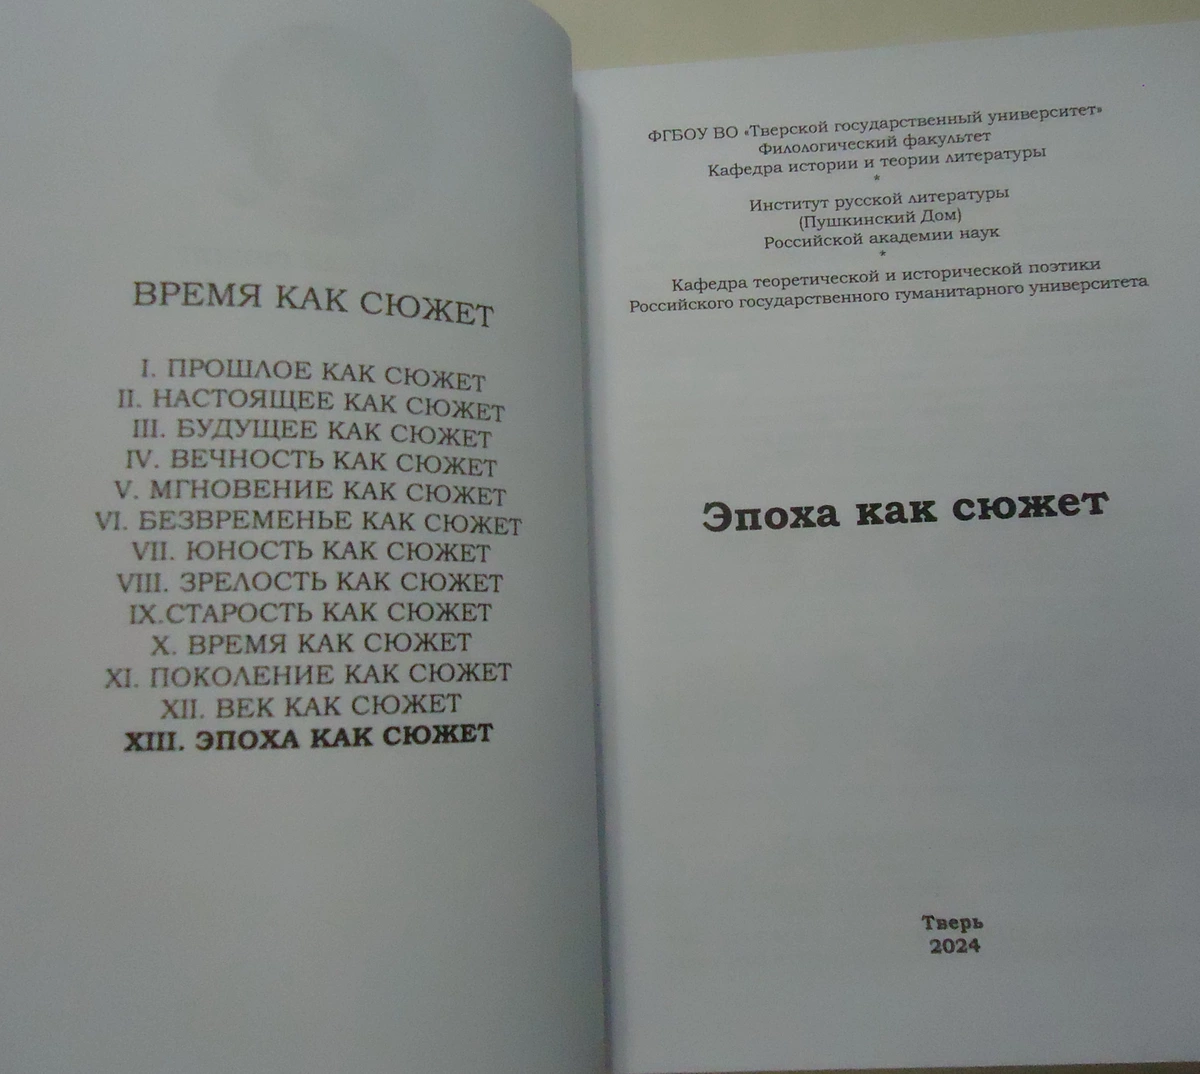 ВРЕМЯ КАК СЮЖЕТ
I. ПРОШЛОЕ КАК СЮЖЕТ
II. НАСТОЯЩЕЕ КАК СЮЖЕТ
III. БУДУЩЕЕ КАК СЮЖЕТ
IV. ВЕЧНОСТЬ КАК СЮЖЕТ
V. МГНОВЕНИЕ КАК СЮЖЕТ
VI. БЕЗВРЕМЕНЬЕ КАК СЮЖЕТ
VII. ЮНОСТЬ КАК СЮЖЕТ
VIII. ЗРЕЛОСТЬ КАК СЮЖЕТ
IX.СТАРОСТЬ КАК СЮЖЕТ
X. ВРЕМЯ КАК СЮЖЕТ
XI. ПОКОЛЕНИЕ КАК СЮЖЕТ
XII. ВЕК КАК СЮЖЕТ
XIII. ЭПОХА КАК СЮЖЕТ
ФГБОУ ВО «Тверской государственный университет»
Филологический факультет
Кафедра истории и теории литературы
*
Институт русской литературы
(Пушкинский Дом)
Российской академии наук
*
Кафедра теоретической и исторической поэтики
Российского государственного гуманитарного университета
Эпоха как сюжет
Тверь
2024